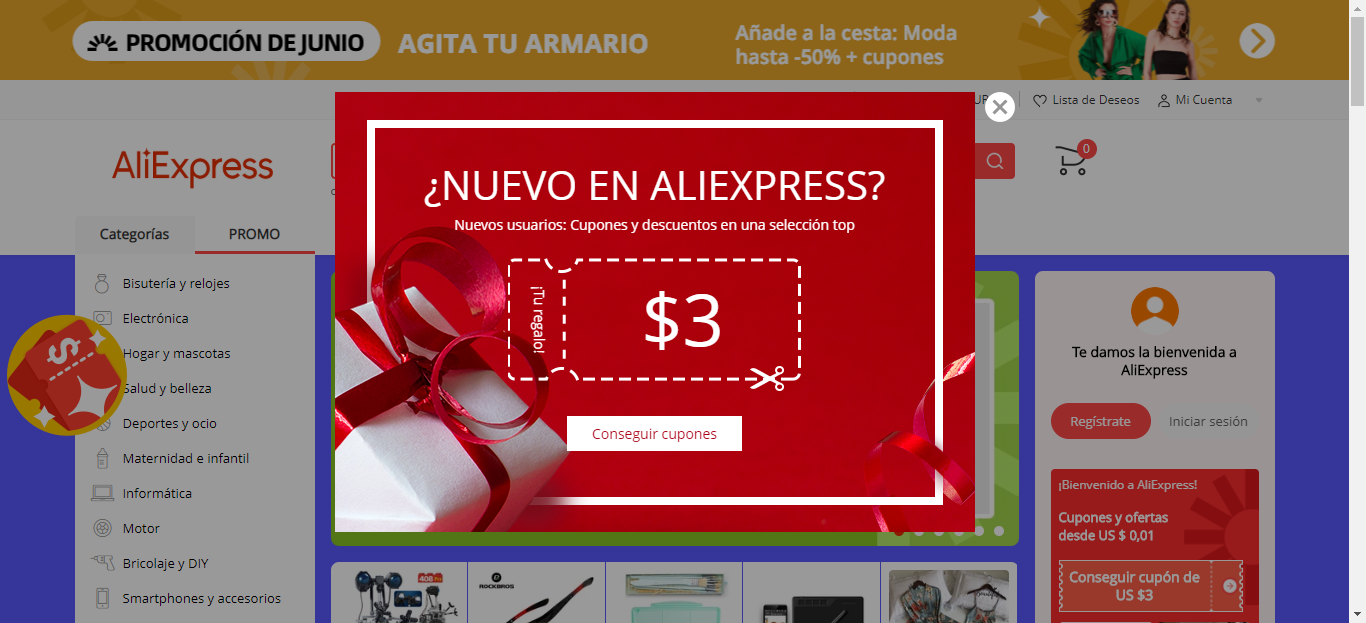 PROMOCIÓN DE JUNIO
AGITA TU ARMARIO
Añade a la cesta: Moda
hasta -50% + cupones
Lista de Deseos
Mi Cuenta
AliExpress
0
Categorías
PROMO
¿NUEVO EN ALIEXPRESS?
Nuevos usuarios: Cupones y descuentos en una selección top
¡Tu regalo!
$3
Conseguir cupones
Bisutería y relojes
Electrónica
Hogar y mascotas
Salud y belleza
Deportes y ocio
Maternidad e infantil
Informática
Motor
Bricolaje y DIY
Smartphones y accesorios
$
Te damos la bienvenida a
AliExpress
Regístrate
Iniciar sesión
¡Bienvenido a AliExpress!
Cupones y ofertas
desde US $ 0,01
Conseguir cupón de
US $3
408 Pcs
ROCKBROS